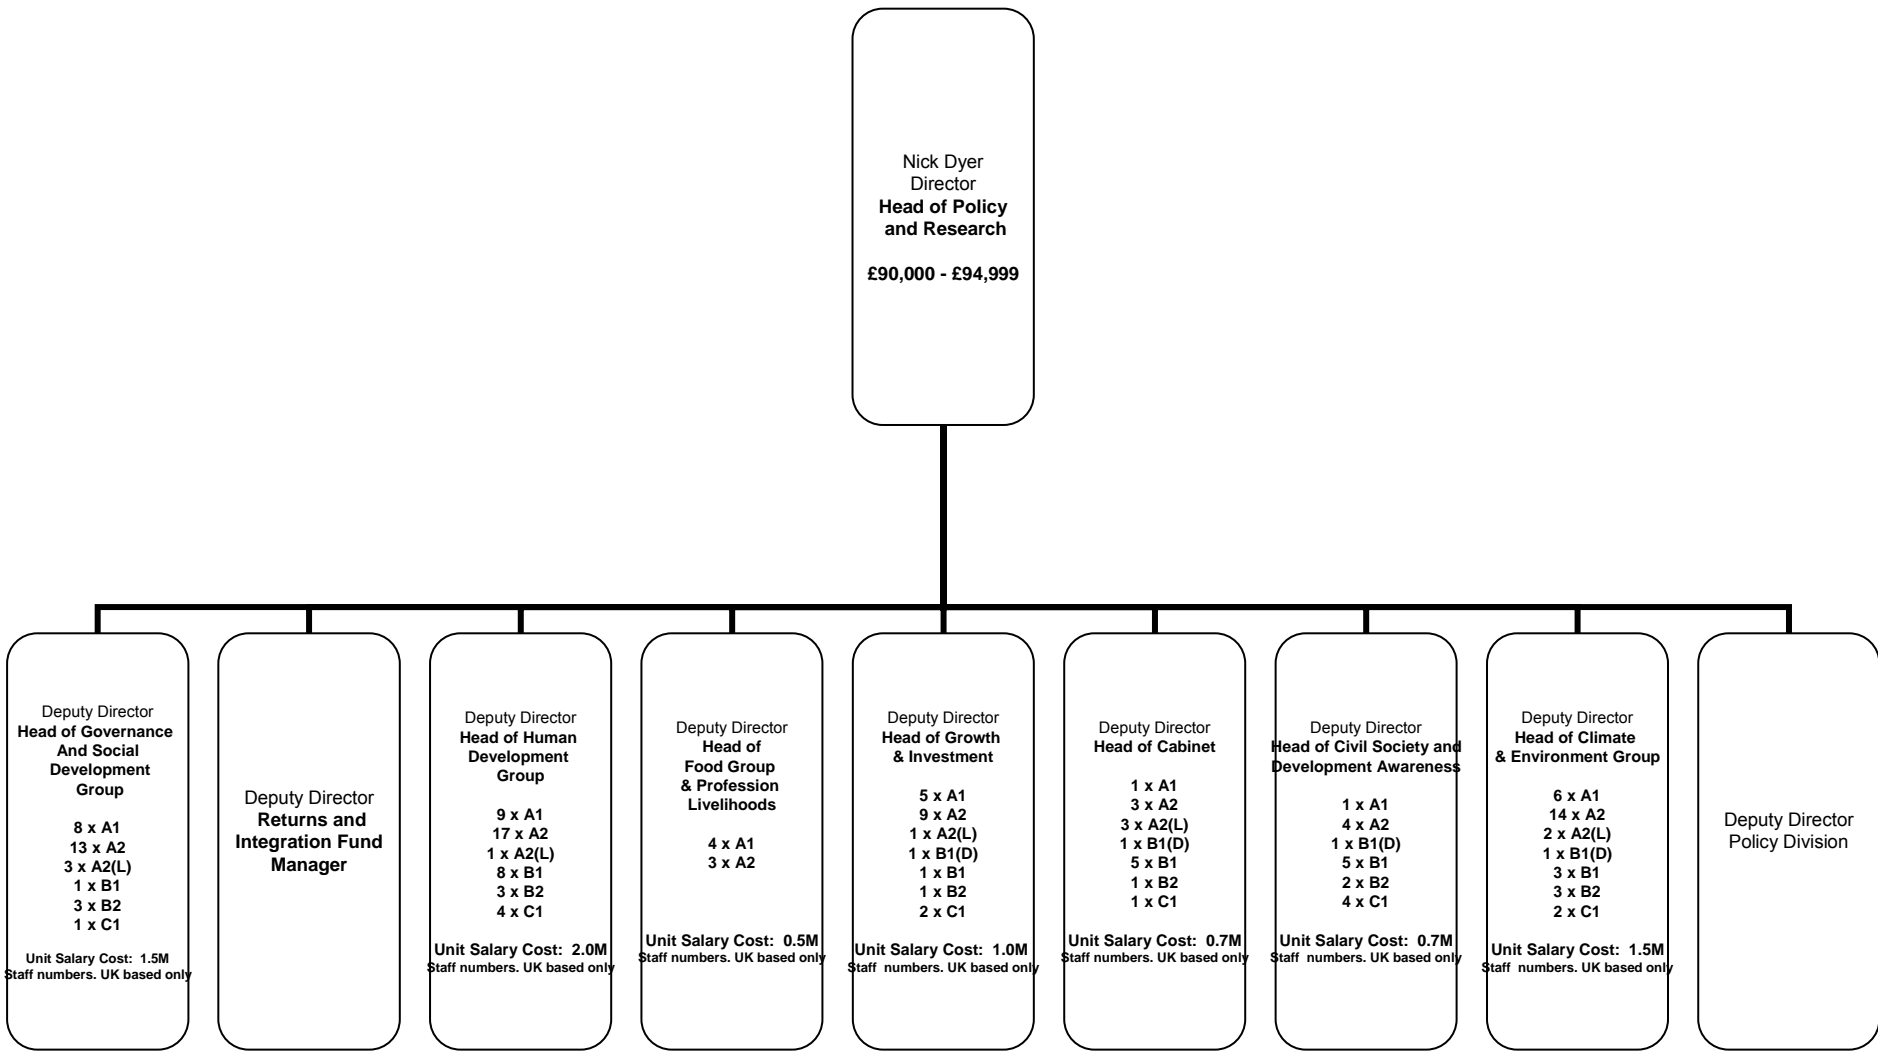 Nick Dyer
Director
Head of Policy
and Research
£90,000 - £94,999
Deputy Director
Head of Governance
And Social
Development
Group
8 x A1
13 x A2
3 x A2(L)
1 x B1
3 x B2
1 x C1
Unit Salary Cost: 1.5M
Staff numbers. UK based only
Deputy Director
Returns and
Integration Fund
Manager
Deputy Director
Head of Human
Development
Group
9 x A1
17 x A2
1 x A2(L)
8 x B1
3 x B2
4 x C1
Unit Salary Cost: 2.0M
Staff numbers. UK based only
Deputy Director
Head of
Food Group
& Profession
Livelihoods
4 x A1
3 x A2
Unit Salary Cost: 0.5M
Staff numbers. UK based only
Deputy Director
Head of Growth
& Investment
5 x A1
9 x A2
1 x A2(L)
1 x B1(D)
1 x B1
1 x B2
2 x C1
Unit Salary Cost: 1.0M
Staff numbers. UK based only
Deputy Director
Head of Cabinet
1 x A1
3 x A2
3 x A2(L)
1 x B1(D)
5 x B1
1 x B2
1 x C1
Unit Salary Cost: 0.7M
Staff numbers. UK based only
Deputy Director
Head of Civil Society and
Development Awareness
1 x A1
4 x A2
1 x B1(D)
5 x B1
2 x B2
4 x C1
Unit Salary Cost: 0.7M
Staff numbers. UK based only
Deputy Director
Head of Climate
& Environment Group
6 x A1
14 x A2
2 x A2(L)
1 x B1(D)
3 x B1
3 x B2
2 x C1
Unit Salary Cost: 1.5M
Staff numbers. UK based only
Deputy Director
Policy Division